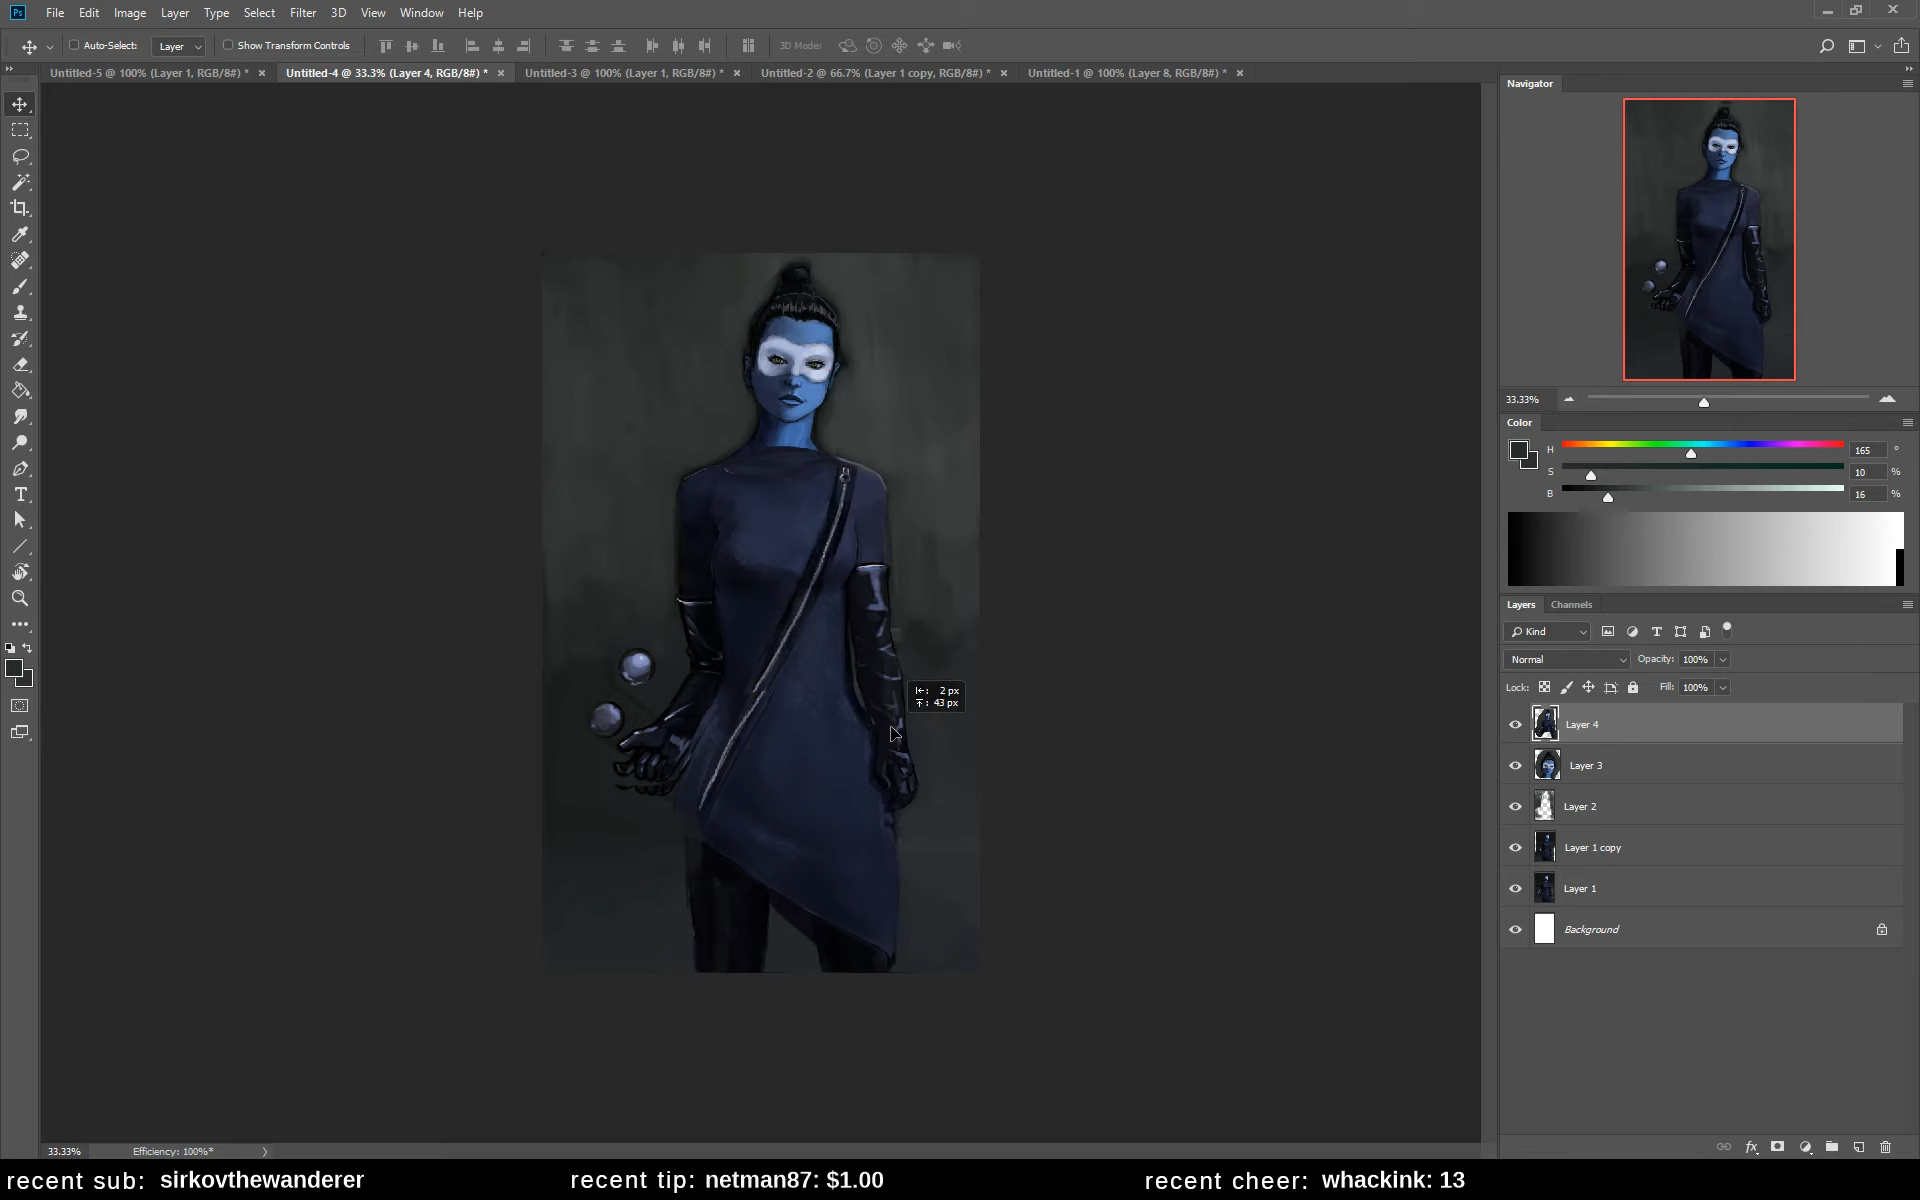 Ps File Edit Image Layer Type Select Filter 3D View Window Help
Auto-Select: Layer Show Transform Controls 3D Mode:
Untitled-5 @ 100% (Layer 1, RGB/8#) * Untitled-4 @ 33.3% (Layer 4, RGB/8#) * Untitled-3 @ 100% (Layer 1, RGB/8#) * Untitled-2 @ 66.7% (Layer 1 copy, RGB/8#) * Untitled-1 @ 100% (Layer 8, RGB/8#) *
Navigator
33.33%
Color
H 165 °
S 10 %
B 16 %
Layers Channels
Kind
Normal Opacity: 100%
Lock: Fill: 100%
Layer 4
Layer 3
Layer 2
Layer 1 copy
Layer 1
Background
: 2 px
: 43 px
33.33% Efficiency: 100%*
recent sub: sirkovthewanderer recent tip: netman87: $1.00 recent cheer: whackink: 13